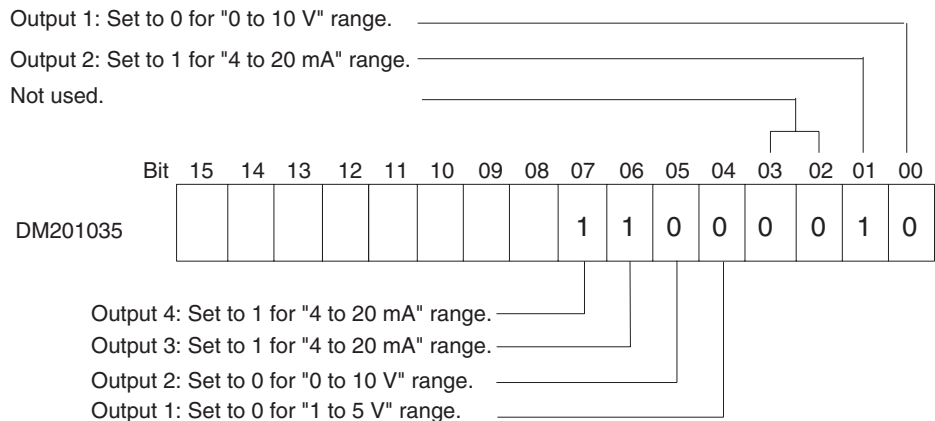 Output 1: Set to 0 for "0 to 10 V" range.
Output 2: Set to 1 for "4 to 20 mA" range.
Not used.
Bit 15 14 13 12 11 10 09 08 07 06 05 04 03 02 01 00
DM201035 1 1 0 0 0 0 1 0
Output 4: Set to 1 for "4 to 20 mA" range.
Output 3: Set to 1 for "4 to 20 mA" range.
Output 2: Set to 0 for "0 to 10 V" range.
Output 1: Set to 0 for "1 to 5 V" range.